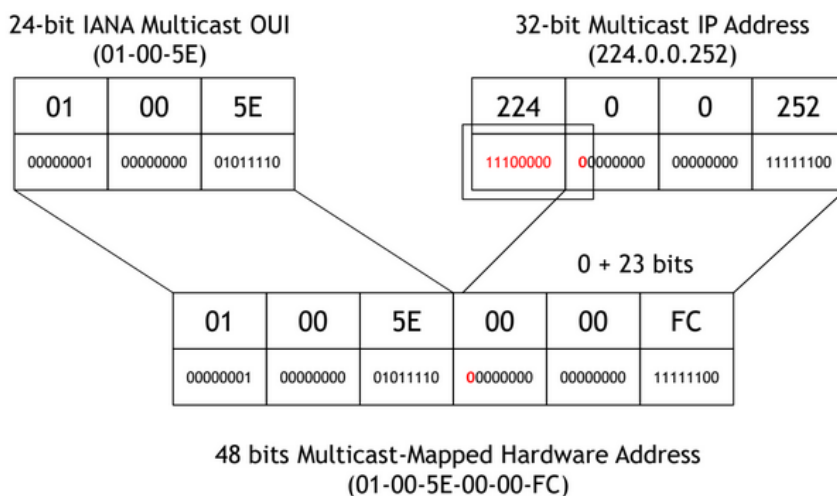 24-bit IANA Multicast OUI
(01-00-5E)
32-bit Multicast IP Address
(224.0.0.252)
01 00 5E
00000001 00000000 01011110
224 0 0 252
11100000 00000000 00000000 11111100
0 + 23 bits
01 00 5E 00 00 FC
00000001 00000000 01011110 00000000 00000000 11111100
48 bits Multicast-Mapped Hardware Address
(01-00-5E-00-00-FC)